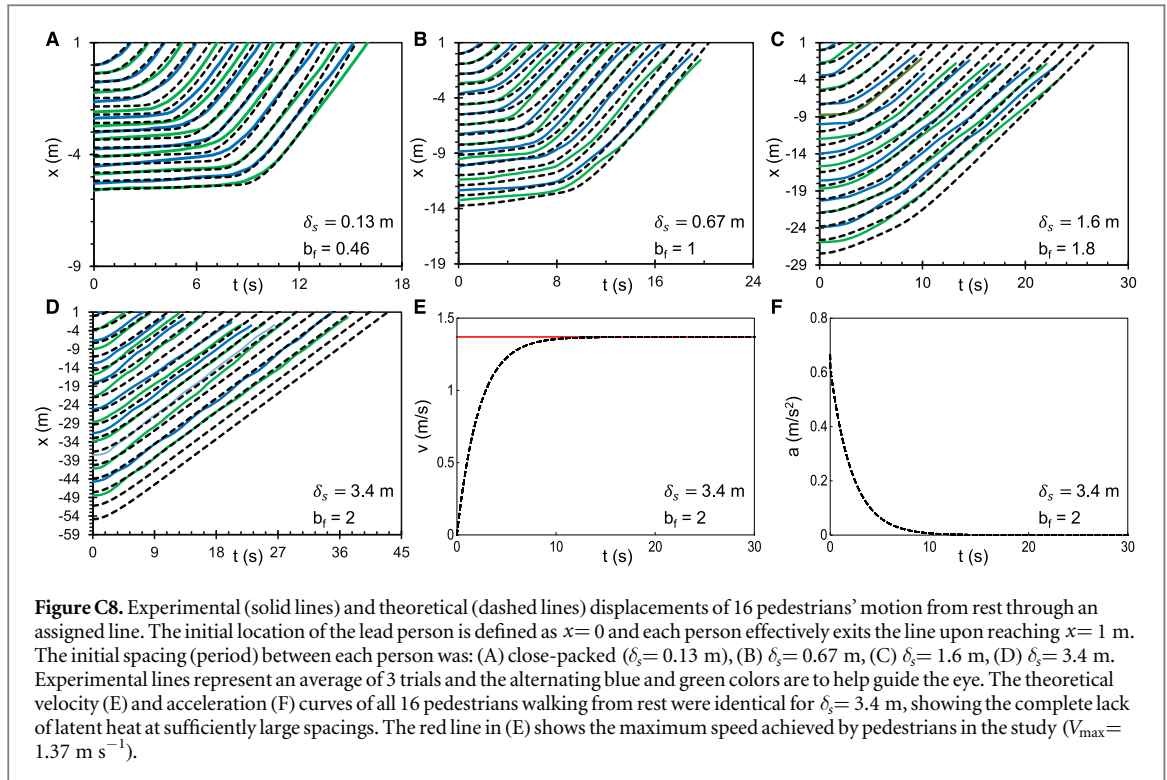 A
B
C
1
-4
-9
x (m)
0
6
12
18
t (s)
δs = 0.13 m
bf = 0.46
1
-4
-9
-14
-19
x (m)
0
8
16
24
t (s)
δs = 0.67 m
bf = 1
1
-4
-9
-14
-19
-24
-29
x (m)
0
10
20
30
t (s)
δs = 1.6 m
bf = 1.8
D
E
F
1
-4
-9
-14
-19
-24
-29
-34
-39
-44
-49
-54
-59
x (m)
0
9
18
27
36
45
t (s)
δs = 3.4 m
bf = 2
1.5
1
0.5
0
v (m/s)
0
10
20
30
t (s)
δs = 3.4 m
bf = 2
0.8
0.6
0.4
0.2
0
a (m/s²)
0
10
20
30
t (s)
δs = 3.4 m
bf = 2
Figure C8. Experimental (solid lines) and theoretical (dashed lines) displacements of 16 pedestrians' motion from rest through an
assigned line. The initial location of the lead person is defined as x= 0 and each person effectively exits the line upon reaching x= 1 m.
The initial spacing (period) between each person was: (A) close-packed (δs= 0.13 m), (B) δs= 0.67 m, (C) δs= 1.6 m, (D) δs= 3.4 m.
Experimental lines represent an average of 3 trials and the alternating blue and green colors are to help guide the eye. The theoretical
velocity (E) and acceleration (F) curves of all 16 pedestrians walking from rest were identical for δs= 3.4 m, showing the complete lack
of latent heat at sufficiently large spacings. The red line in (E) shows the maximum speed achieved by pedestrians in the study (Vmax=
1.37 m s⁻¹).